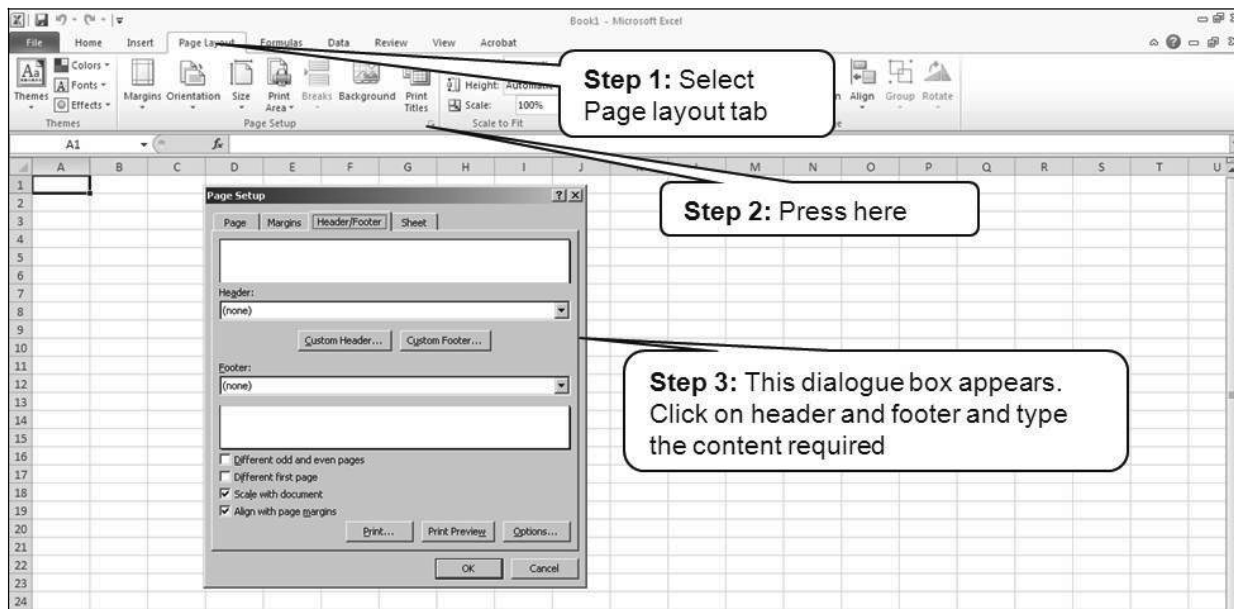 Book1 - Microsoft Excel
File Home Insert Page Layout Formulas Data Review View Acrobat
Colors
Fonts
Effects
Themes
Margins
Orientation
Size
Print Area
Breaks
Background
Print Titles
Height: Automatic
Scale: 100%
Align
Group
Rotate
Themes
Page Setup
Scale to Fit
Step 1: Select
Page layout tab
A1
fx
A B C D E F G H I J M N O P Q R S T U
1
2
3
4
5
6
7
8
9
10
11
12
13
14
15
16
17
18
19
20
21
22
23
24
Step 2: Press here
Page Setup
Page Margins Header/Footer Sheet
Header:
(none)
Custom Header... Custom Footer...
Footer:
(none)
Different odd and even pages
Different first page
Scale with document
Align with page margins
Print... Print Preview Options...
OK Cancel
Step 3: This dialogue box appears.
Click on header and footer and type
the content required